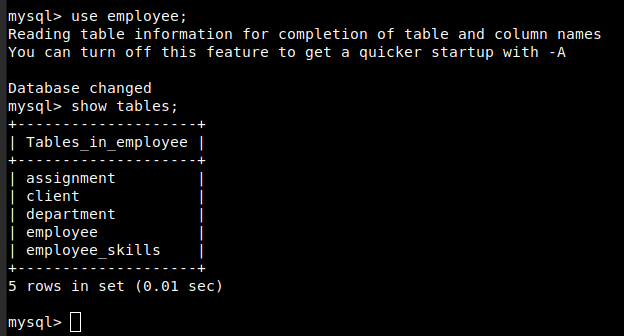 mysql> use employee;
Reading table information for completion of table and column names
You can turn off this feature to get a quicker startup with -A
Database changed
mysql> show tables;
+--------------------+
| Tables_in_employee |
+--------------------+
| assignment         |
| client             |
| department         |
| employee           |
| employee_skills    |
+--------------------+
5 rows in set (0.01 sec)
mysql>